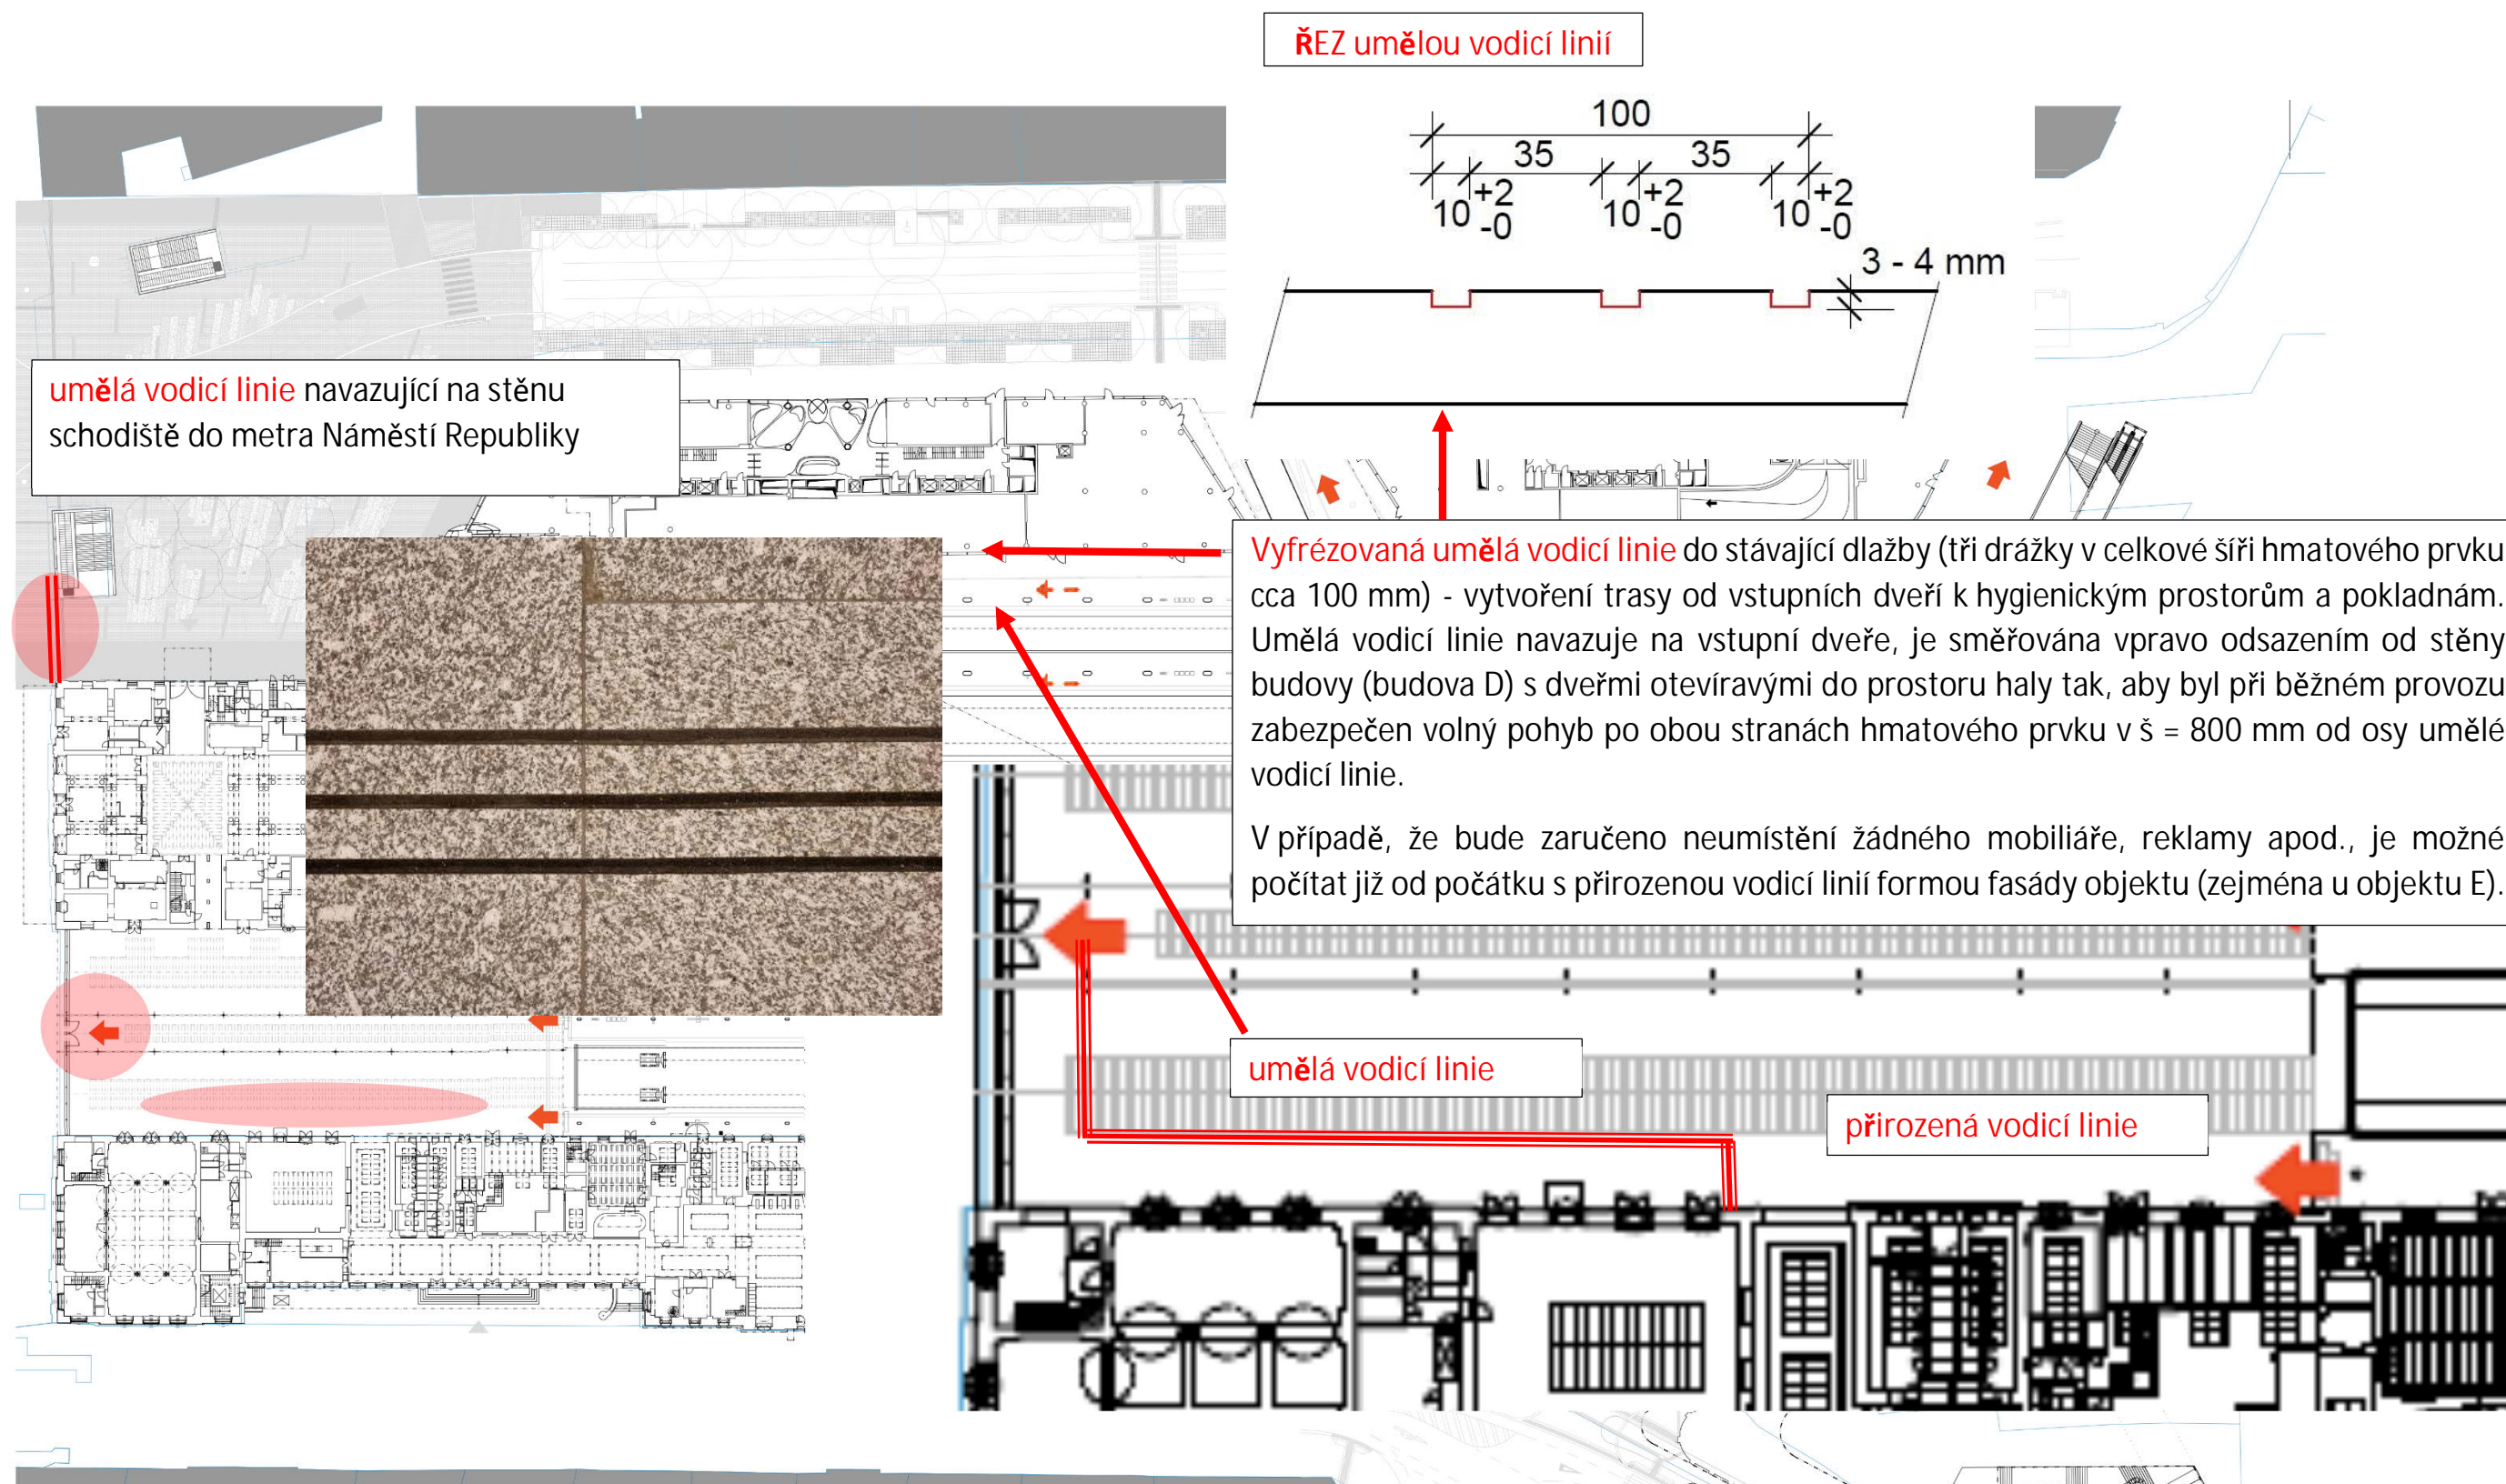 ŘEZ umělou vodicí linií
100
35 35
10 +2 -0 10 +2 -0 10 +2 -0
3 - 4 mm
umělá vodicí linie navazující na stěnu
schodiště do metra Náměstí Republiky
Vyfrézovaná umělá vodicí linie do stávající dlažby (tři drážky v celkové šíři hmatového prvku
cca 100 mm) - vytvoření trasy od vstupních dveří k hygienickým prostorům a pokladnám.
Umělá vodicí linie navazuje na vstupní dveře, je směřována vpravo odsazením od stěny
budovy (budova D) s dveřmi otevíravými do prostoru haly tak, aby byl při běžném provozu
zabezpečen volný pohyb po obou stranách hmatového prvku v š = 800 mm od osy umělé
vodicí linie.
V případě, že bude zaručeno neumístění žádného mobiliáře, reklamy apod., je možné
počítat již od počátku s přirozenou vodicí linií formou fasády objektu (zejména u objektu E).
umělá vodicí linie
přirozená vodicí linie